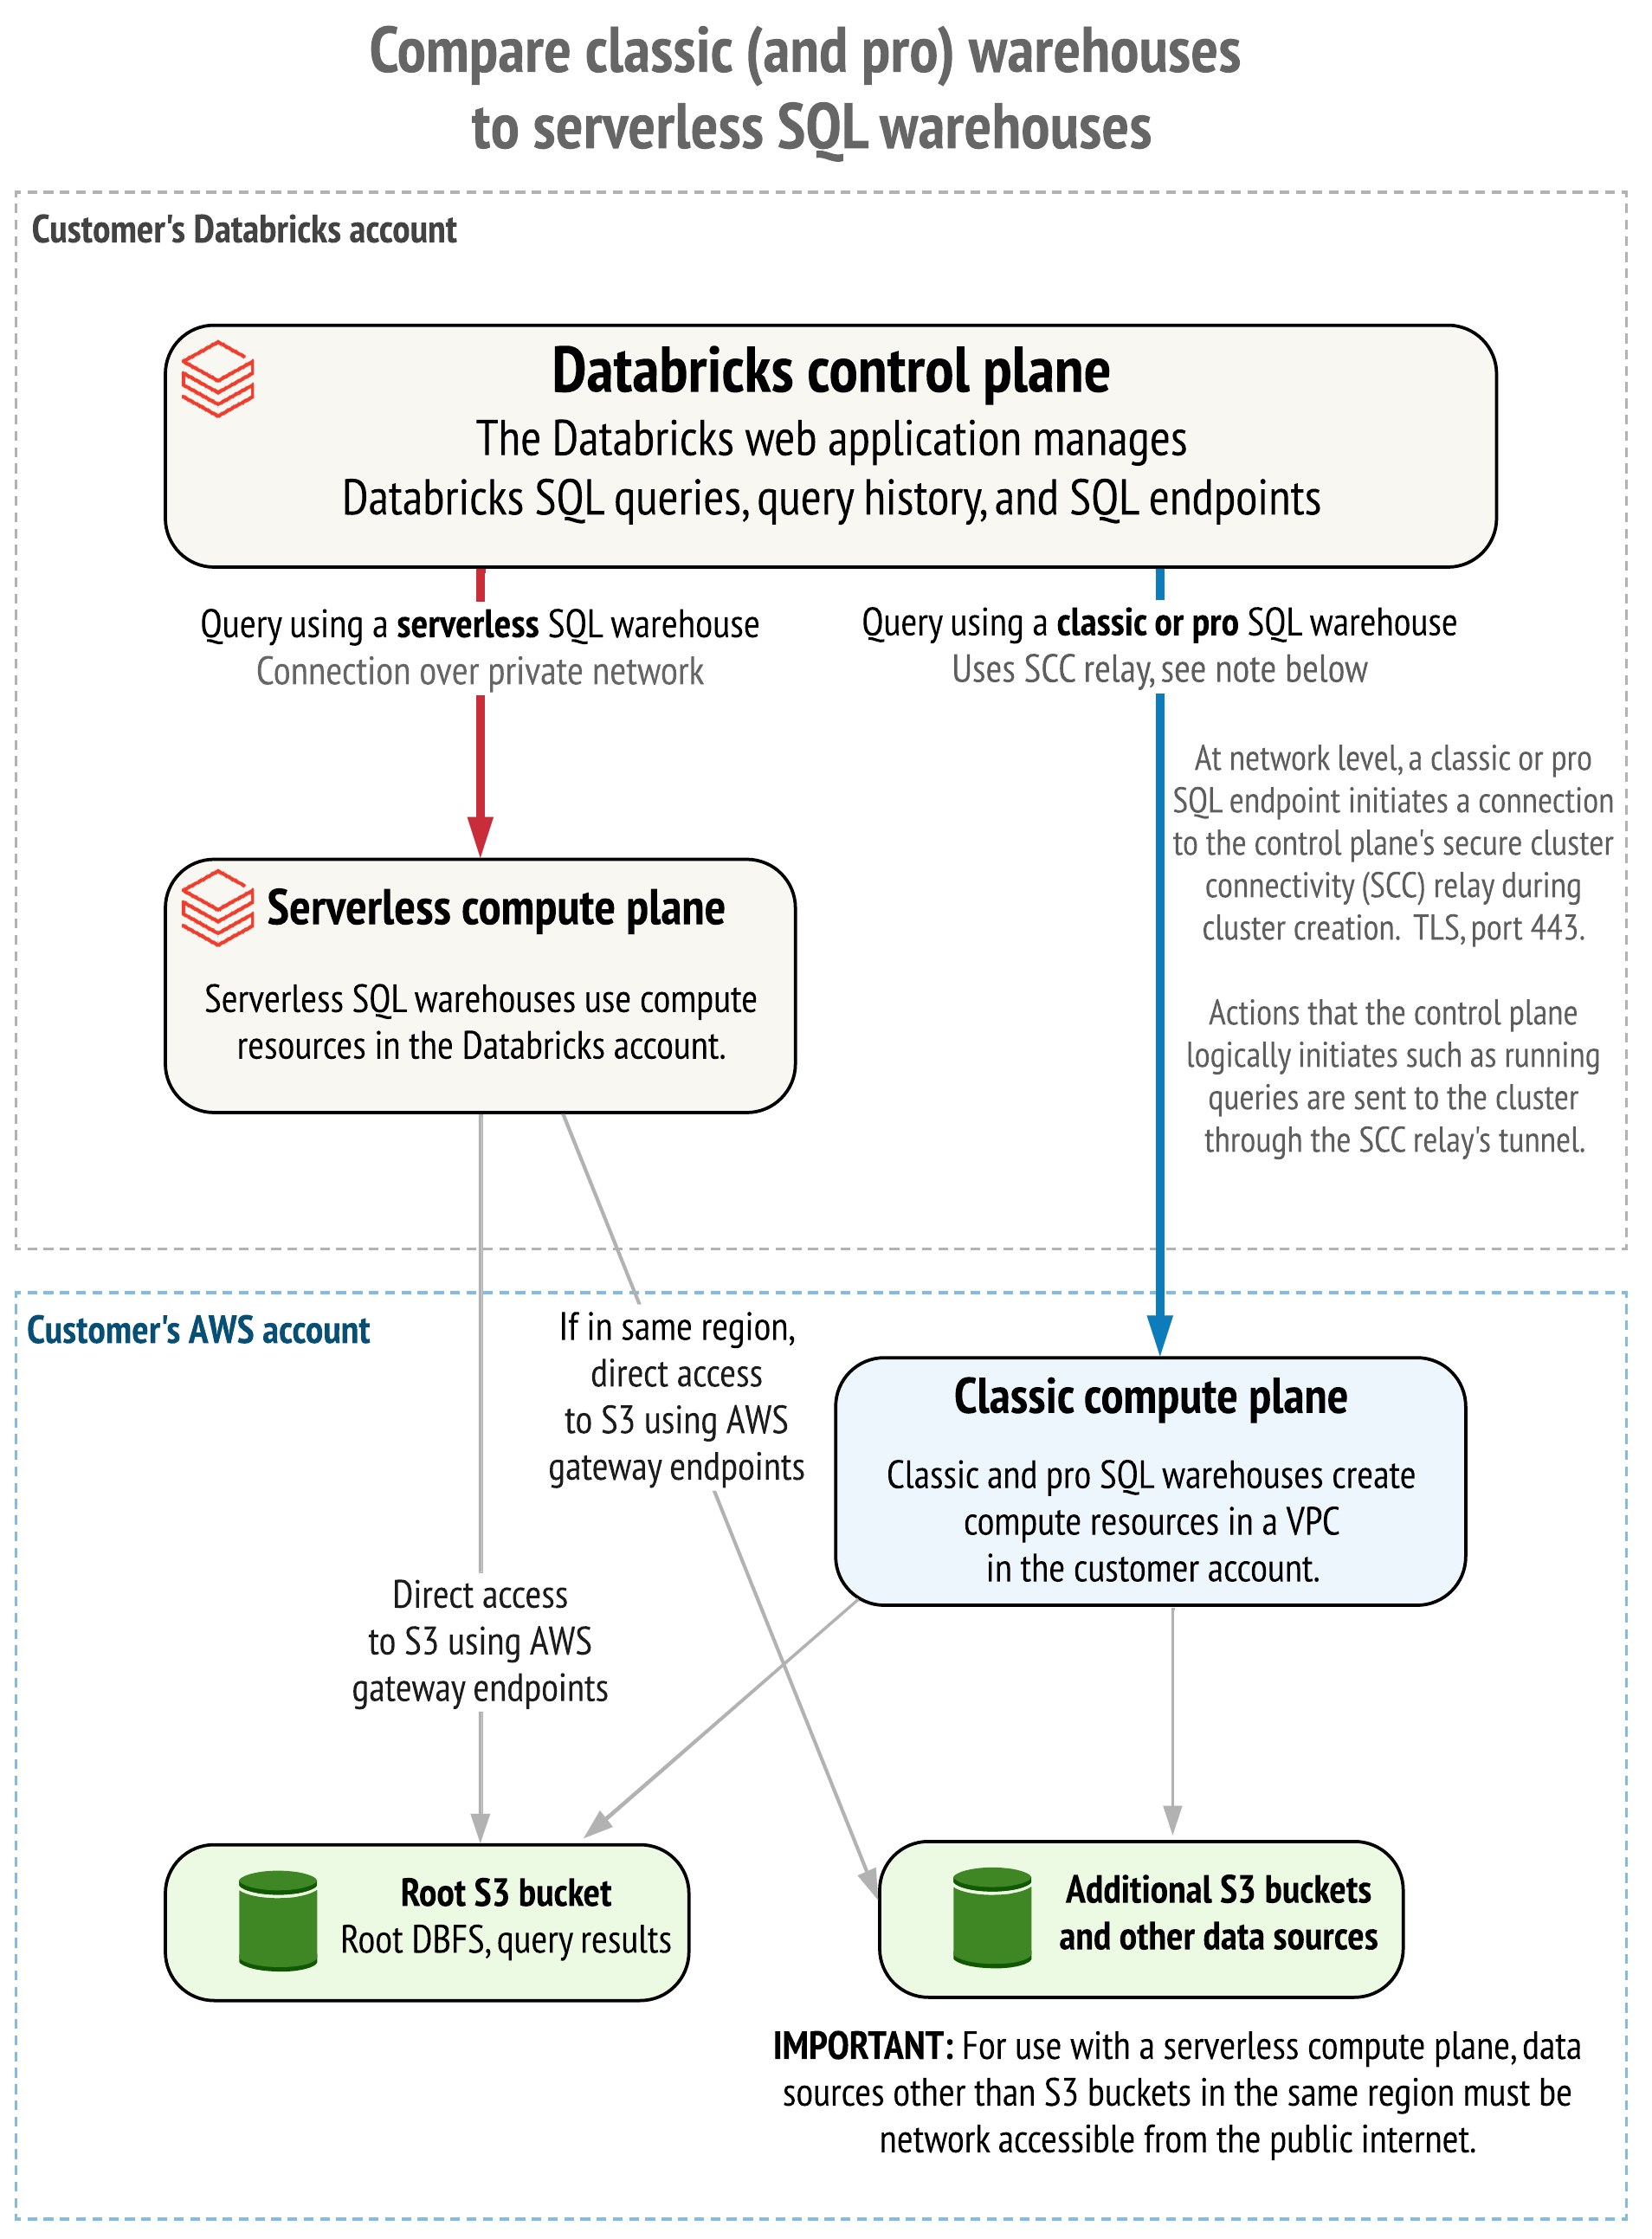 Compare classic (and pro) warehouses
to serverless SQL warehouses
Customer's Databricks account
Databricks control plane
The Databricks web application manages
Databricks SQL queries, query history, and SQL endpoints
Query using a serverless SQL warehouse
Connection over private network
Query using a classic or pro SQL warehouse
Uses SCC relay, see note below
At network level, a classic or pro
SQL endpoint initiates a connection
to the control plane's secure cluster
connectivity (SCC) relay during
cluster creation.  TLS, port 443.
Actions that the control plane
logically initiates such as running
queries are sent to the cluster
through the SCC relay's tunnel.
Serverless compute plane
Serverless SQL warehouses use compute
resources in the Databricks account.
Customer's AWS account
If in same region,
direct access
to S3 using AWS
gateway endpoints
Classic compute plane
Classic and pro SQL warehouses create
compute resources in a VPC
in the customer account.
Direct access
to S3 using AWS
gateway endpoints
Root S3 bucket
Root DBFS, query results
Additional S3 buckets
and other data sources
IMPORTANT: For use with a serverless compute plane, data
sources other than S3 buckets in the same region must be
network accessible from the public internet.